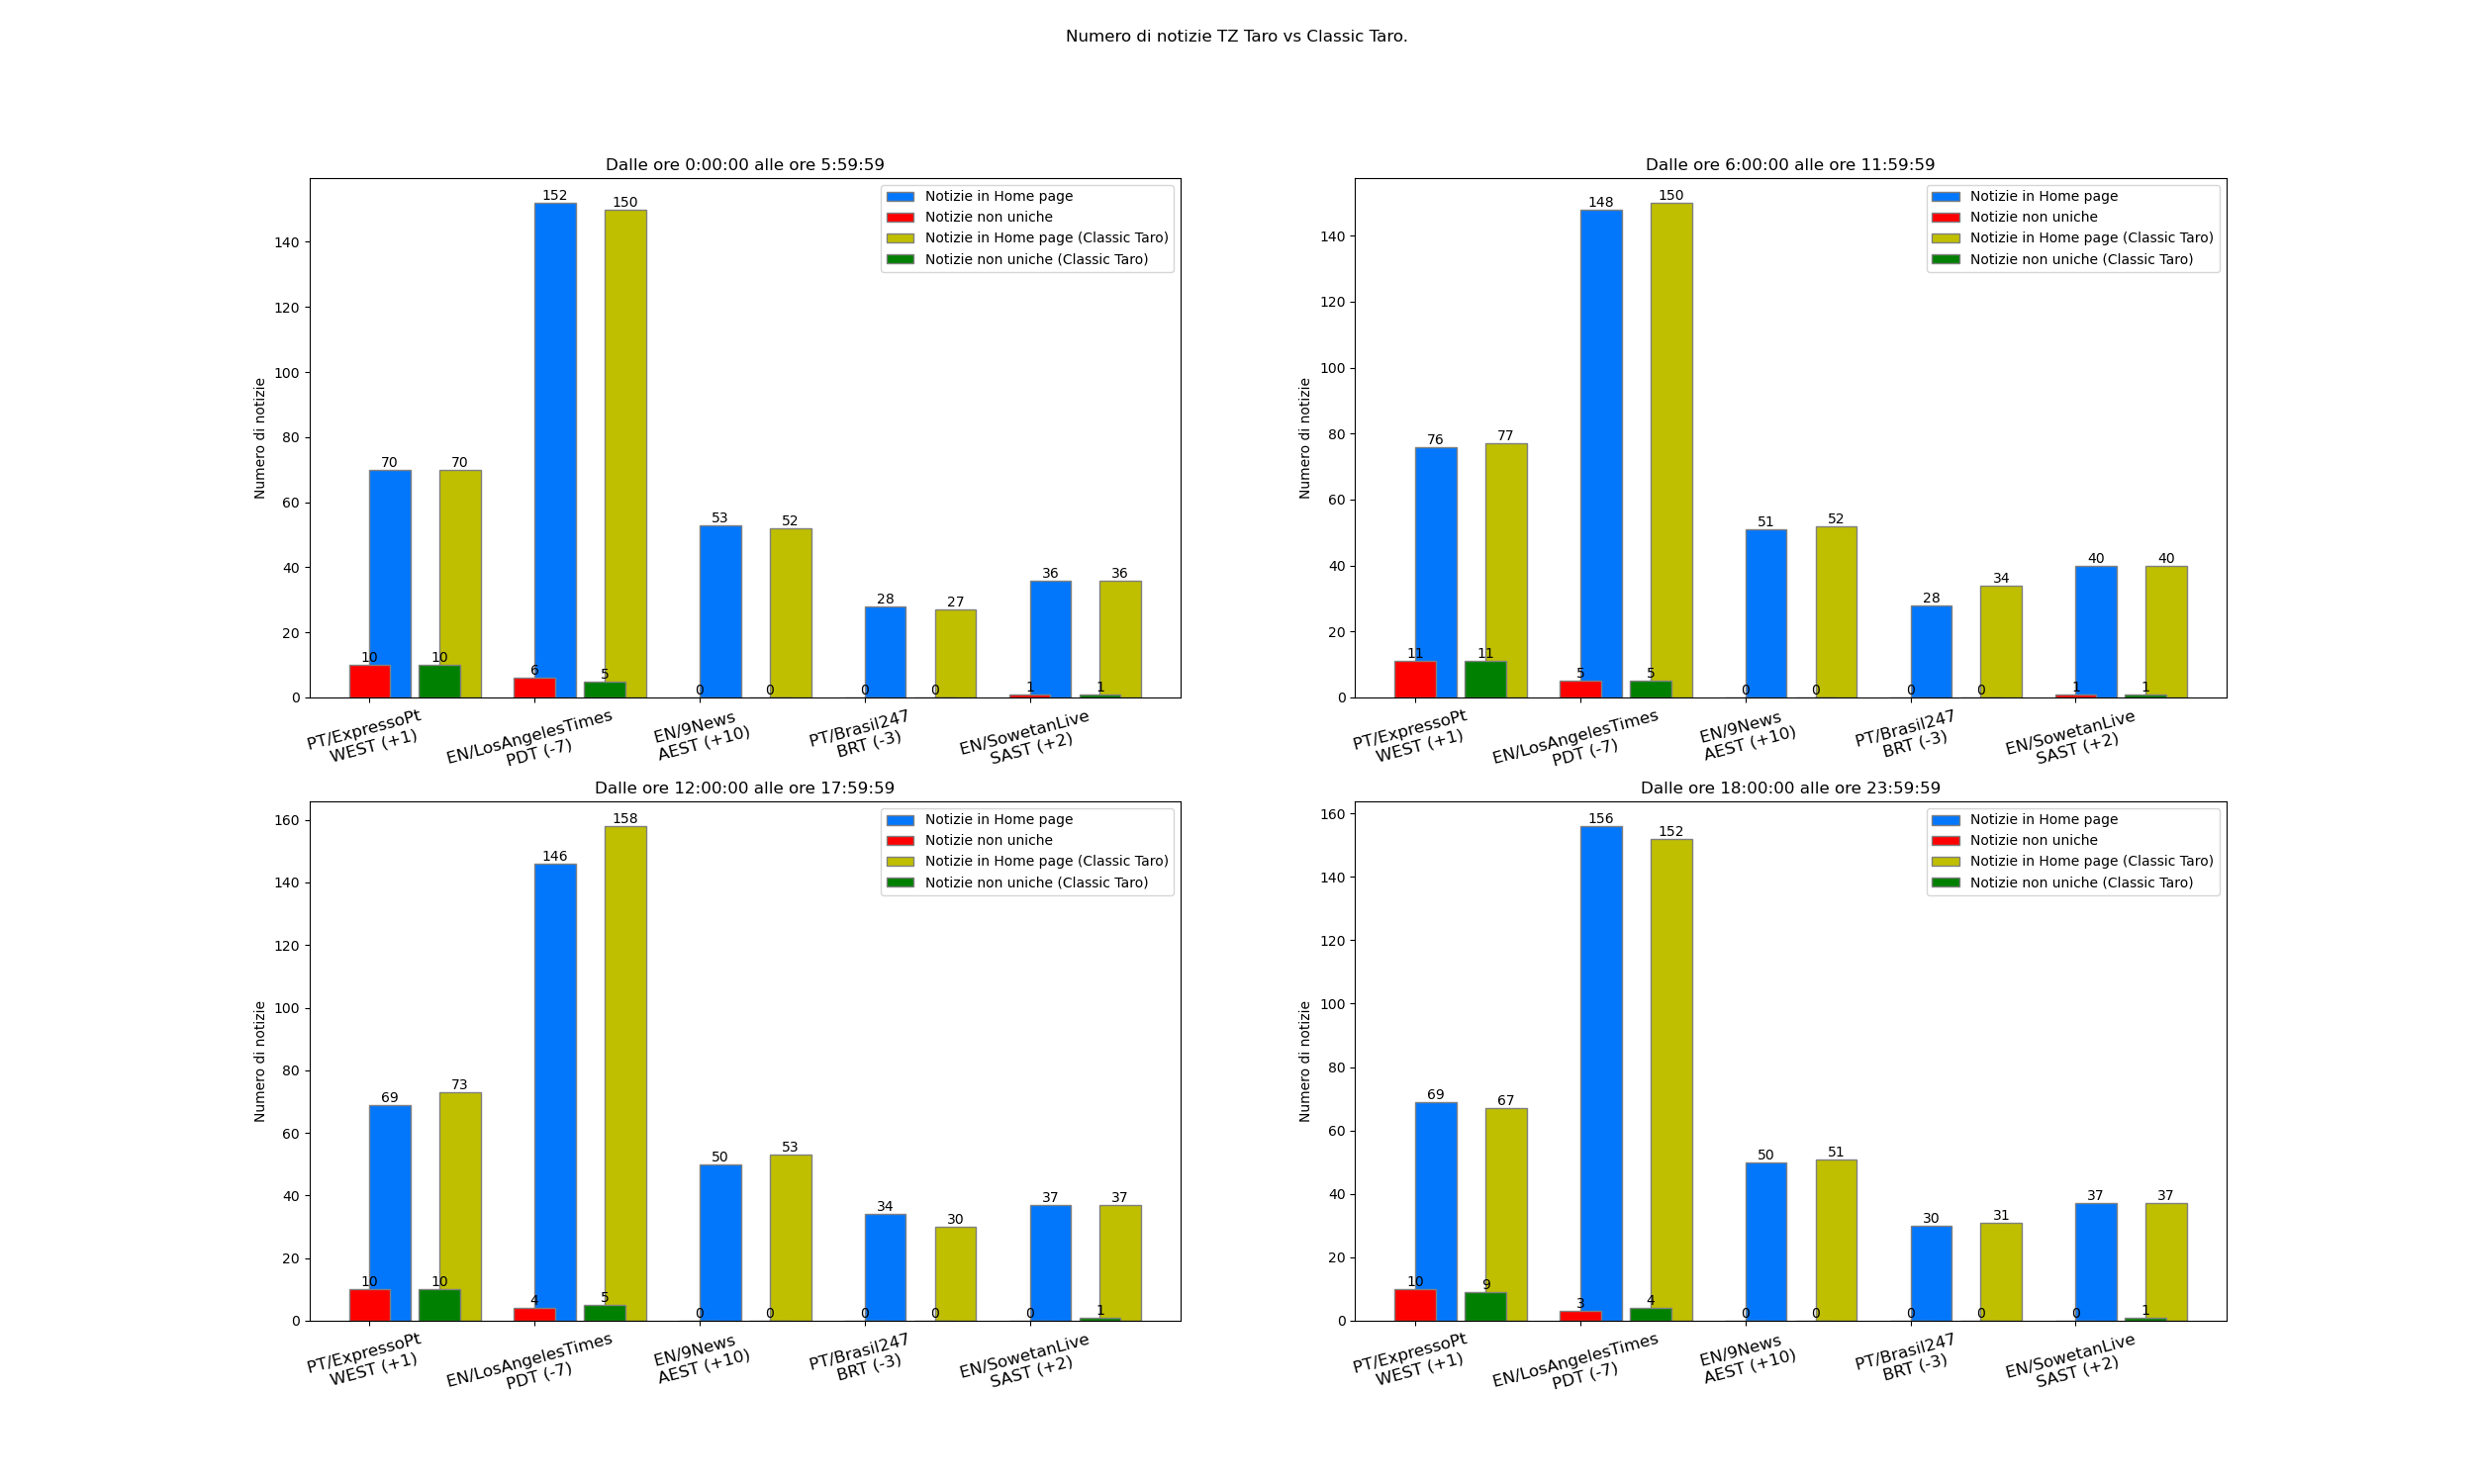 Numero di notizie TZ Taro vs Classic Taro.
Dalle ore 0:00:00 alle ore 5:59:59
Numero di notizie
140
120
100
80
60
40
20
0
Notizie in Home page
Notizie non uniche
Notizie in Home page (Classic Taro)
Notizie non uniche (Classic Taro)
70
70
152
150
53
52
28
27
36
36
10
10
6
5
0
0
0
0
1
1
PT/ExpressoPt
WEST (+1)
EN/LosAngelesTimes
PDT (-7)
EN/9News
AEST (+10)
PT/Brasil247
BRT (-3)
EN/SowetanLive
SAST (+2)
Dalle ore 6:00:00 alle ore 11:59:59
Numero di notizie
140
120
100
80
60
40
20
0
Notizie in Home page
Notizie non uniche
Notizie in Home page (Classic Taro)
Notizie non uniche (Classic Taro)
76
77
148
150
51
52
28
34
40
40
11
11
5
5
0
0
0
0
1
1
PT/ExpressoPt
WEST (+1)
EN/LosAngelesTimes
PDT (-7)
EN/9News
AEST (+10)
PT/Brasil247
BRT (-3)
EN/SowetanLive
SAST (+2)
Dalle ore 12:00:00 alle ore 17:59:59
Numero di notizie
160
140
120
100
80
60
40
20
0
Notizie in Home page
Notizie non uniche
Notizie in Home page (Classic Taro)
Notizie non uniche (Classic Taro)
69
73
146
158
50
53
34
30
37
37
10
10
4
5
0
0
0
0
0
1
PT/ExpressoPt
WEST (+1)
EN/LosAngelesTimes
PDT (-7)
EN/9News
AEST (+10)
PT/Brasil247
BRT (-3)
EN/SowetanLive
SAST (+2)
Dalle ore 18:00:00 alle ore 23:59:59
Numero di notizie
160
140
120
100
80
60
40
20
0
Notizie in Home page
Notizie non uniche
Notizie in Home page (Classic Taro)
Notizie non uniche (Classic Taro)
69
67
156
152
50
51
30
31
37
37
10
9
3
4
0
0
0
0
0
1
PT/ExpressoPt
WEST (+1)
EN/LosAngelesTimes
PDT (-7)
EN/9News
AEST (+10)
PT/Brasil247
BRT (-3)
EN/SowetanLive
SAST (+2)